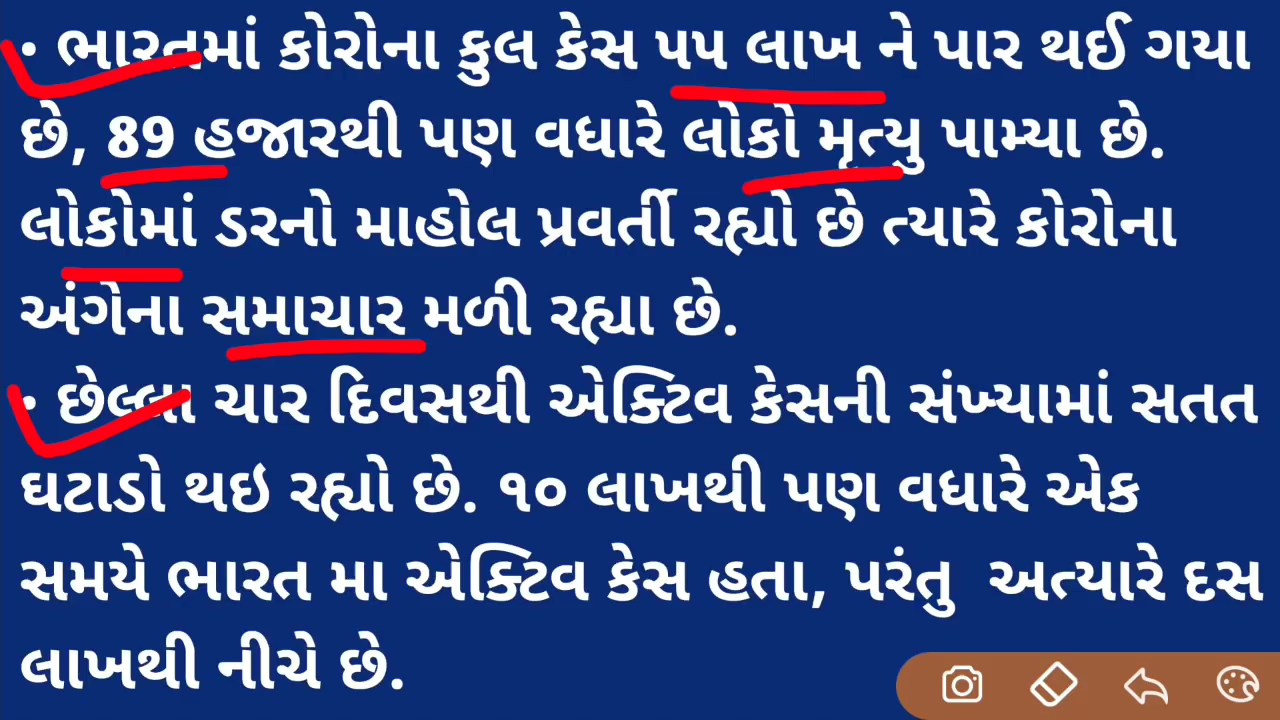 • ભારતમાં કોરોના કુલ કેસ ૫૫ લાખ ને પાર થઈ ગયા
છે, 89 હજારથી પણ વધારે લોકો મૃત્યુ પામ્યા છે.
લોકોમાં ડરનો માહોલ પ્રવર્તી રહ્યો છે ત્યારે કોરોના
અંગેના સમાચાર મળી રહ્યા છે.
• છેલ્લા ચાર દિવસથી એક્ટિવ કેસની સંખ્યામાં સતત
ઘટાડો થઇ રહ્યો છે. ૧૦ લાખથી પણ વધારે એક
સમયે ભારત મા એક્ટિવ કેસ હતા, પરંતુ અત્યારે દસ
લાખથી નીચે છે.